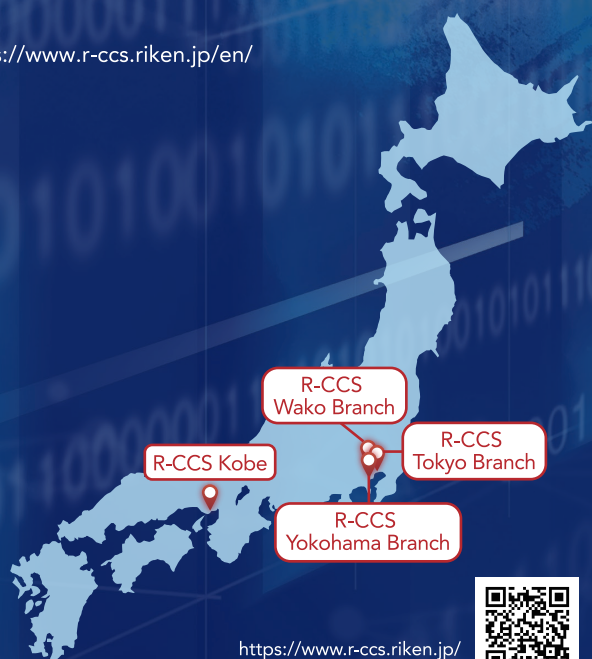 s://www.r-ccs.riken.jp/en/
R-CCS
Wako Branch
R-CCS
Tokyo Branch
R-CCS Kobe
R-CCS
Yokohama Branch
https://www.r-ccs.riken.jp/